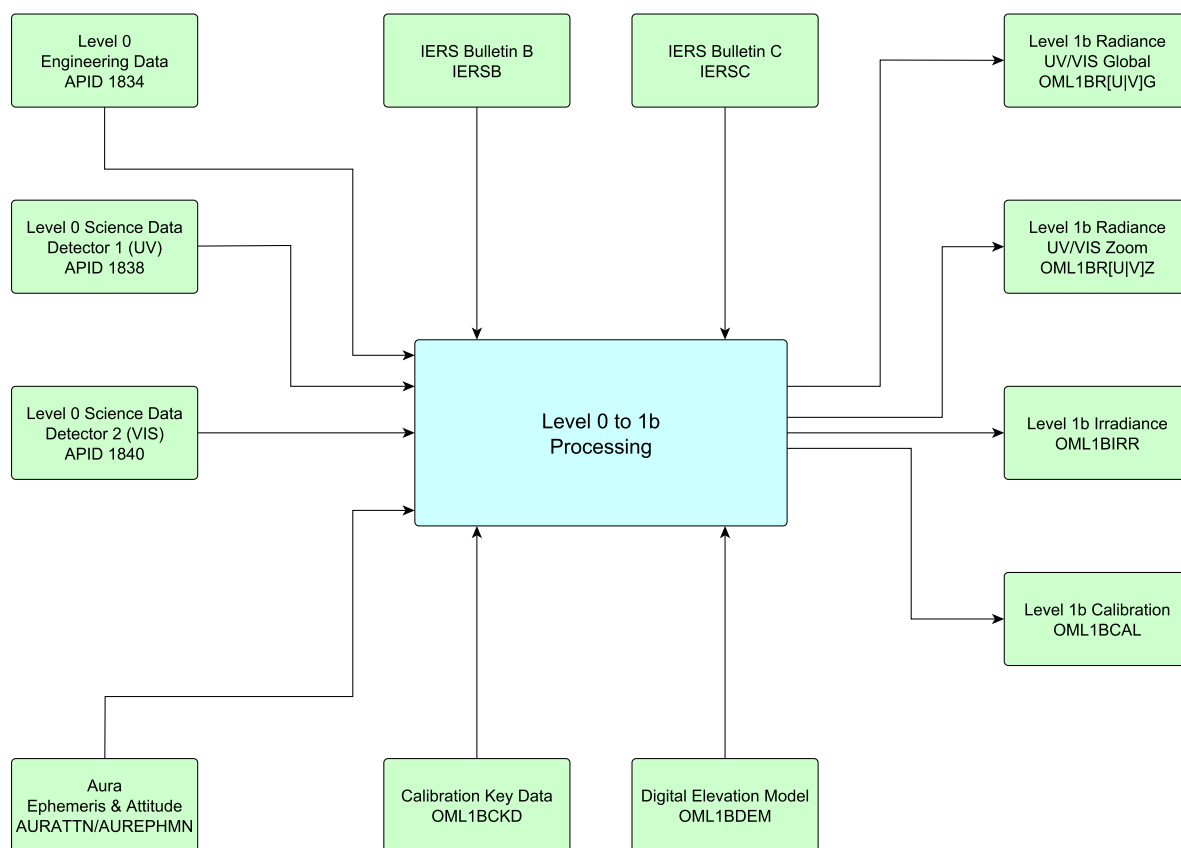 Level 0
Engineering Data
APID 1834
IERS Bulletin B
IERSB
IERS Bulletin C
IERSC
Level 1b Radiance
UV/VIS Global
OML1BR[U|V]G
Level 0 Science Data
Detector 1 (UV)
APID 1838
Level 1b Radiance
UV/VIS Zoom
OML1BR[U|V]Z
Level 0 to 1b
Processing
Level 0 Science Data
Detector 2 (VIS)
APID 1840
Level 1b Irradiance
OML1BIRR
Level 1b Calibration
OML1BCAL
Aura
Ephemeris & Attitude
AURATTN/AUREPHMN
Calibration Key Data
OML1BCKD
Digital Elevation Model
OML1BDEM